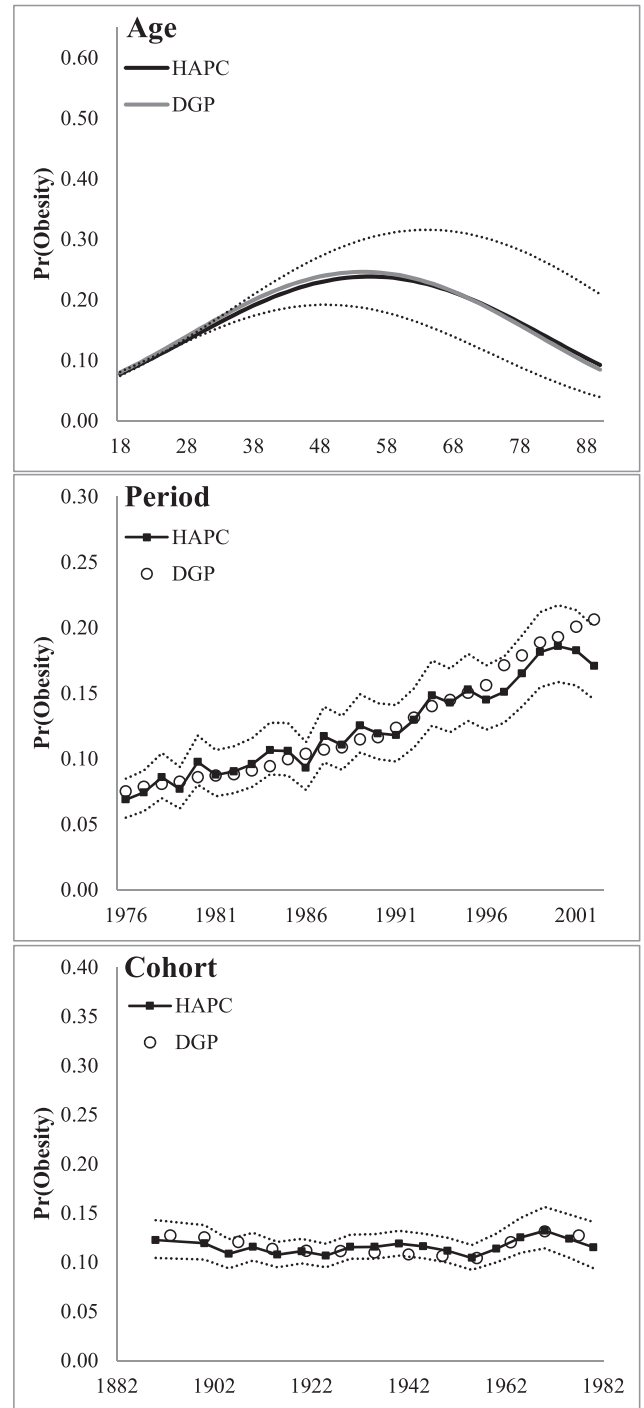 Age
HAPC
DGP
Pr(Obesity)
0.60
0.50
0.40
0.30
0.20
0.10
0.00
18 28 38 48 58 68 78 88
Period
HAPC
DGP
Pr(Obesity)
0.30
0.25
0.20
0.15
0.10
0.05
0.00
1976 1981 1986 1991 1996 2001
Cohort
HAPC
DGP
Pr(Obesity)
0.40
0.35
0.30
0.25
0.20
0.15
0.10
0.05
0.00
1882 1902 1922 1942 1962 1982